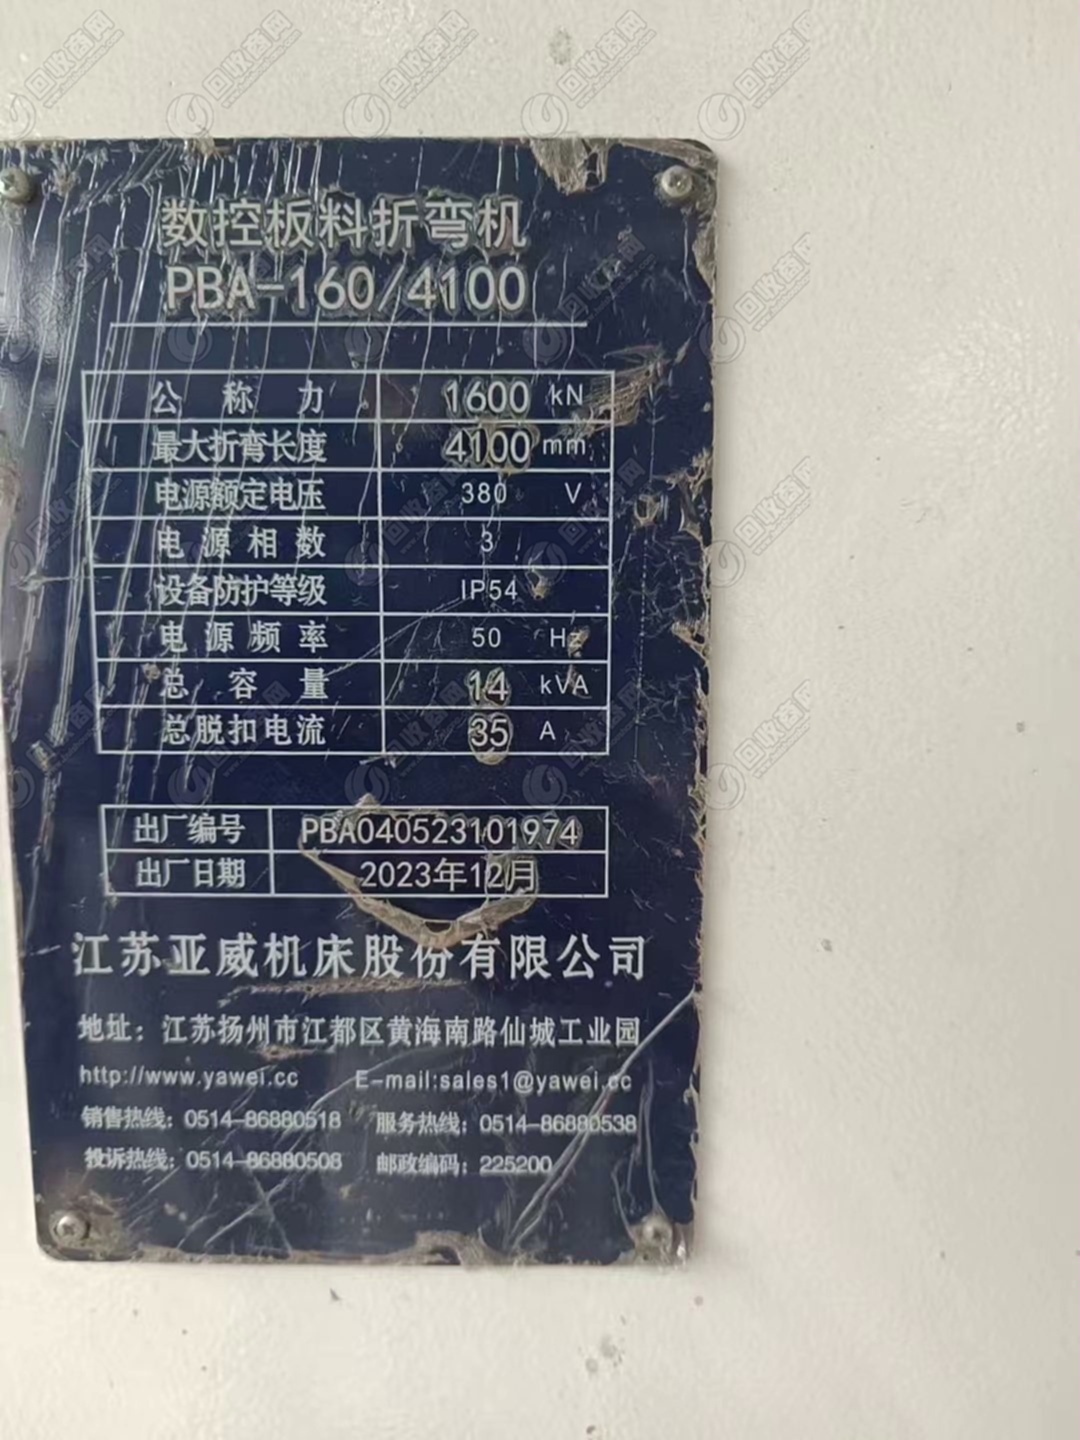 数控板料折弯机
PBA-160/4100
公称力 1600 kN
最大折弯长度 4100 mm
电源额定电压 380 V
电源相数 3
设备防护等级 IP54
电源频率 50 Hz
总容量 14 kVA
总脱扣电流 35 A
出厂编号 PBA040523101974
出厂日期 2023年12月
江苏亚威机床股份有限公司
地址：江苏扬州市江都区黄海南路仙城工业园
http://www.yawei.cc E-mail:sales1@yawei.cc
销售热线：0514-86880518 服务热线：0514-86880538
投诉热线：0514-86880508 邮政编码：225200
回收商网